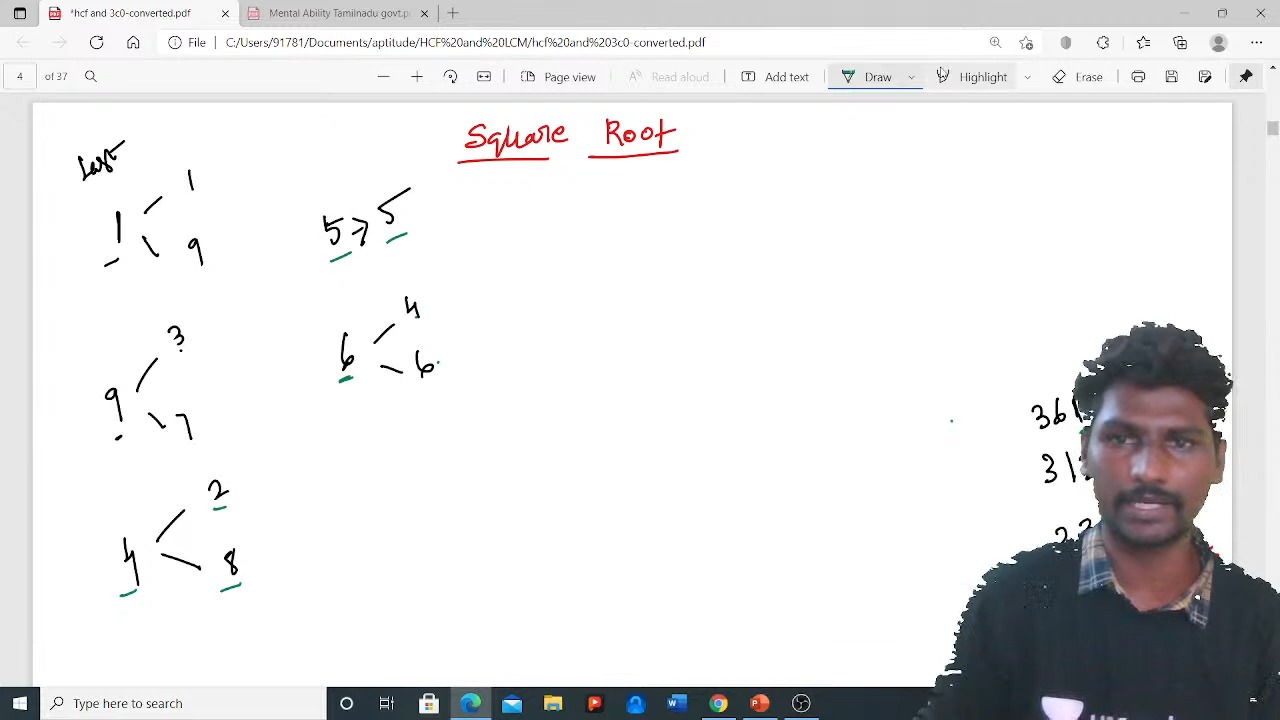 *hcf and 3c0-converted.pdf
Mental Ability Tamilnadu govt.p
File C:/Users/91781/Documents/aptitude/HCF%20and%20LCM/hcf%20and%203c0-converted.pdf
4 of 37 Page view Read aloud Add text Draw Highlight Erase
Square Root
Last
1
1
9
5 → 5
3
9
7
4
6
6
2
4
8
361
31
Type here to search